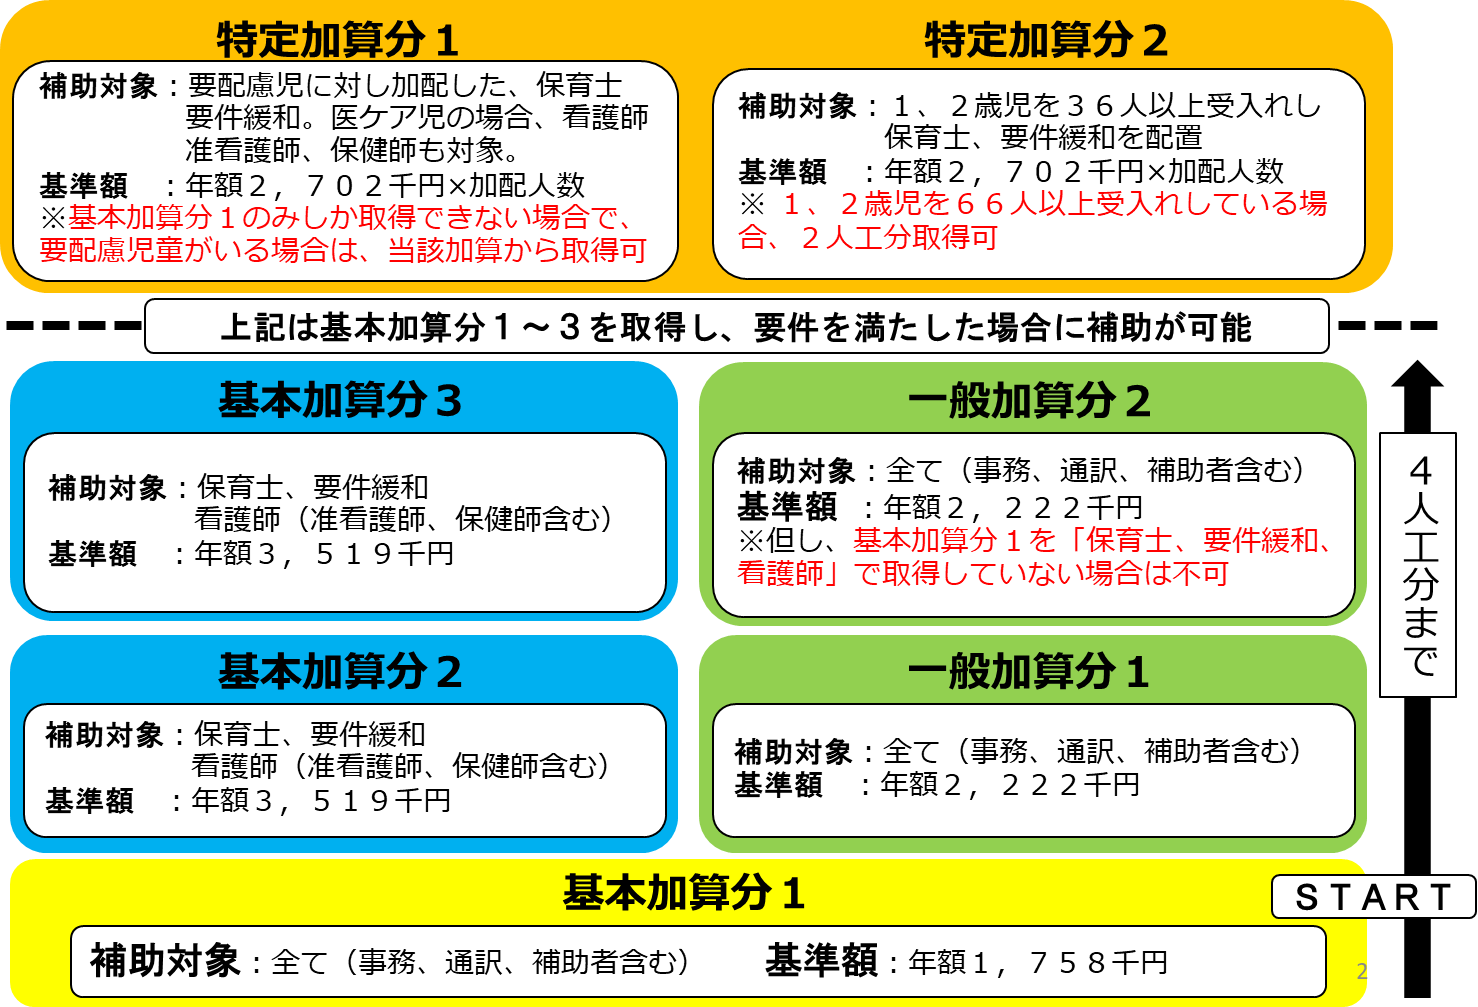 特定加算分１
補助対象：要配慮児に対し加配した、保育士
要件緩和。医ケア児の場合、看護師
准看護師、保健師も対象。
基準額　：年額２，７０２千円×加配人数
※基本加算分１のみしか取得できない場合で、
要配慮児童がいる場合は、当該加算から取得可
特定加算分２
補助対象：１、２歳児を３６人以上受入れし
保育士、要件緩和を配置
基準額　：年額２，７０２千円×加配人数
※ １、２歳児を６６人以上受入れしている場
合、２人工分取得可
上記は基本加算分１～３を取得し、要件を満たした場合に補助が可能
基本加算分３
補助対象：保育士、要件緩和
看護師（准看護師、保健師含む）
基準額　：年額３，５１９千円
一般加算分２
補助対象：全て（事務、通訳、補助者含む）
基準額　：年額２，２２２千円
※但し、基本加算分１を「保育士、要件緩和、
看護師」で取得していない場合は不可
４人工分まで
基本加算分２
補助対象：保育士、要件緩和
看護師（准看護師、保健師含む）
基準額　：年額３，５１９千円
一般加算分１
補助対象：全て（事務、通訳、補助者含む）
基準額　：年額２，２２２千円
基本加算分１
ＳＴＡＲＴ
補助対象：全て（事務、通訳、補助者含む）　　基準額：年額１，７５８千円
2